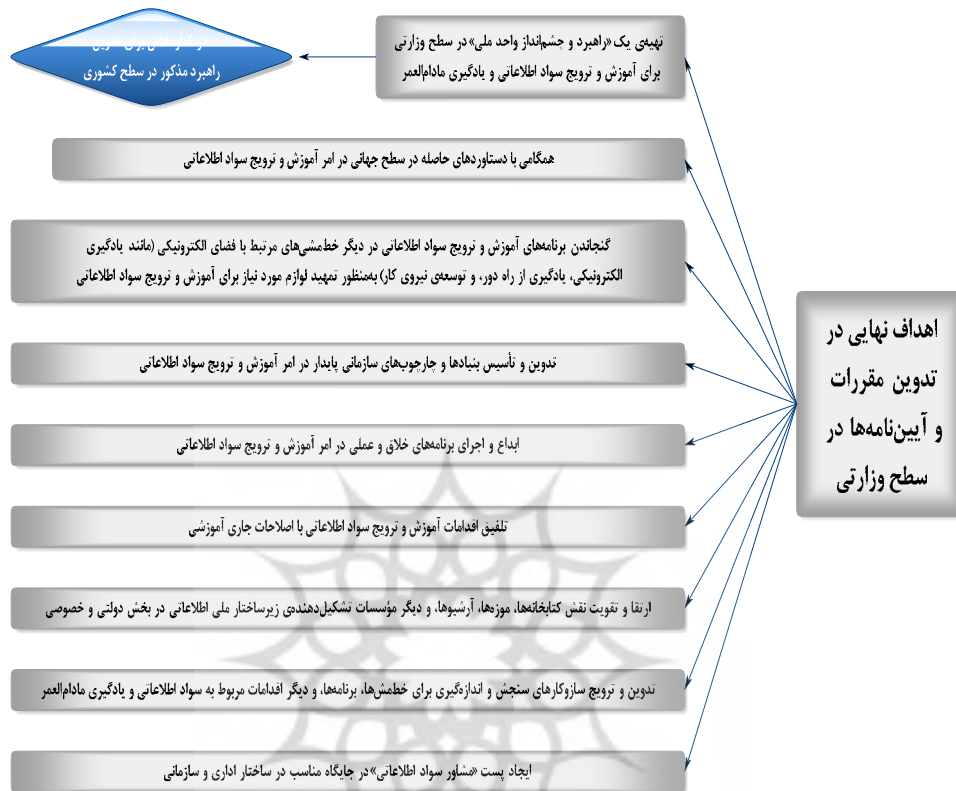 اهداف نهایی در
تدوین مقررات
و آیین‌نامه‌ها در
سطح وزارتی
تهیه‌ی یک «راهبرد و چشم‌انداز واحد ملی» در سطح وزارتی
برای آموزش و ترویج سواد اطلاعاتی و یادگیری مادام‌العمر
راهبرد مذکور در سطح کشوری
همگامی با دستاوردهای حاصله در سطح جهانی در امر آموزش و ترویج سواد اطلاعاتی
گنجاندن برنامه‌های آموزش و ترویج سواد اطلاعاتی در دیگر خط‌مشی‌های مرتبط با فضای الکترونیکی (مانند یادگیری
الکترونیکی، یادگیری از راه دور، و توسعه‌ی نیروی کار) به‌منظور تمهید لوازم مورد نیاز برای آموزش و ترویج سواد اطلاعاتی
تدوین و تأسیس بنیادها و چارچوب‌های سازمانی پایدار در امر آموزش و ترویج سواد اطلاعاتی
ابداع و اجرای برنامه‌های خلاق و عملی در امر آموزش و ترویج سواد اطلاعاتی
تلفیق اقدامات آموزش و ترویج سواد اطلاعاتی با اصلاحات جاری آموزشی
ارتقا و تقویت نقش کتابخانه‌ها، موزه‌ها، آرشیوها، و دیگر مؤسسات تشکیل‌دهنده‌ی زیرساختار ملی اطلاعاتی در بخش دولتی و خصوصی
تدوین و ترویج سازوکارهای سنجش و اندازه‌گیری برای خط‌مش‌ها، برنامه‌ها، و دیگر اقدامات مربوط به سواد اطلاعاتی و یادگیری مادام‌العمر
ایجاد پست «مشاور سواد اطلاعاتی» در جایگاه مناسب در ساختار اداری و سازمانی